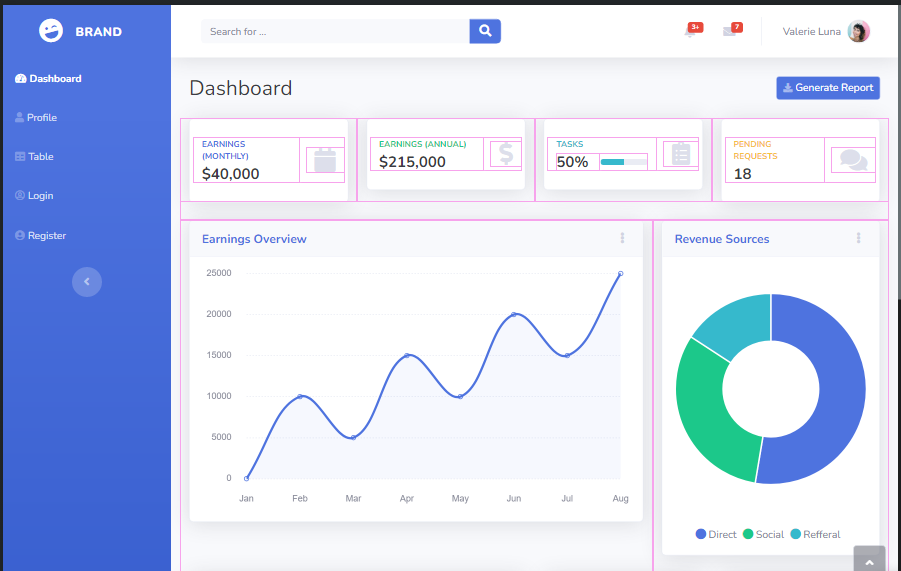 BRAND
Search for ...
3+
7
Valerie Luna
Dashboard
Profile
Table
Login
Register
Dashboard
Generate Report
EARNINGS
(MONTHLY)
$40,000
EARNINGS (ANNUAL)
$215,000
TASKS
50%
PENDING
REQUESTS
18
Earnings Overview
25000
20000
15000
10000
5000
0
Jan Feb Mar Apr May Jun Jul Aug
Revenue Sources
Direct Social Refferal